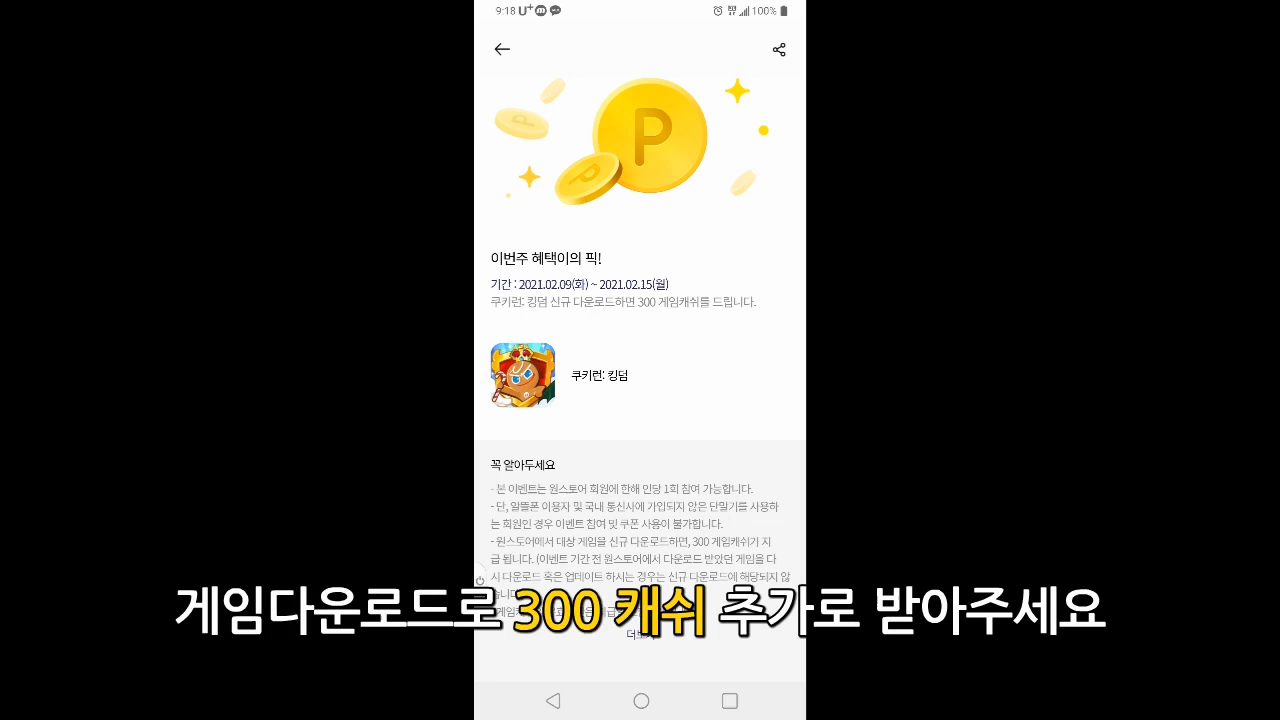 9:18 U+ 100%
P
P
P
이번주 혜택이의 픽!
기간 : 2021.02.09(화) ~ 2021.02.15(월)
쿠키런: 킹덤 신규 다운로드하면 300 게임캐쉬를 드립니다.
쿠키런: 킹덤
꼭 알아두세요
- 본 이벤트는 원스토어 회원에 한해 인당 1회 참여 가능합니다.
- 단, 알뜰폰 이용자 및 국내 통신사에 가입되지 않은 단말기를 사용하
는 회원인 경우 이벤트 참여 및 쿠폰 사용이 불가합니다.
- 원스토어에서 대상 게임을 신규 다운로드하면, 300 게임캐쉬가 지
급 됩니다. (이벤트 기간 전 원스토어에서 다운로드 받았던 게임을 다
시 다운로드 혹은 업데이트 하시는 경우는 신규 다운로드에 해당되지 않
게임다운로드로 300 캐쉬 추가로 받아주세요